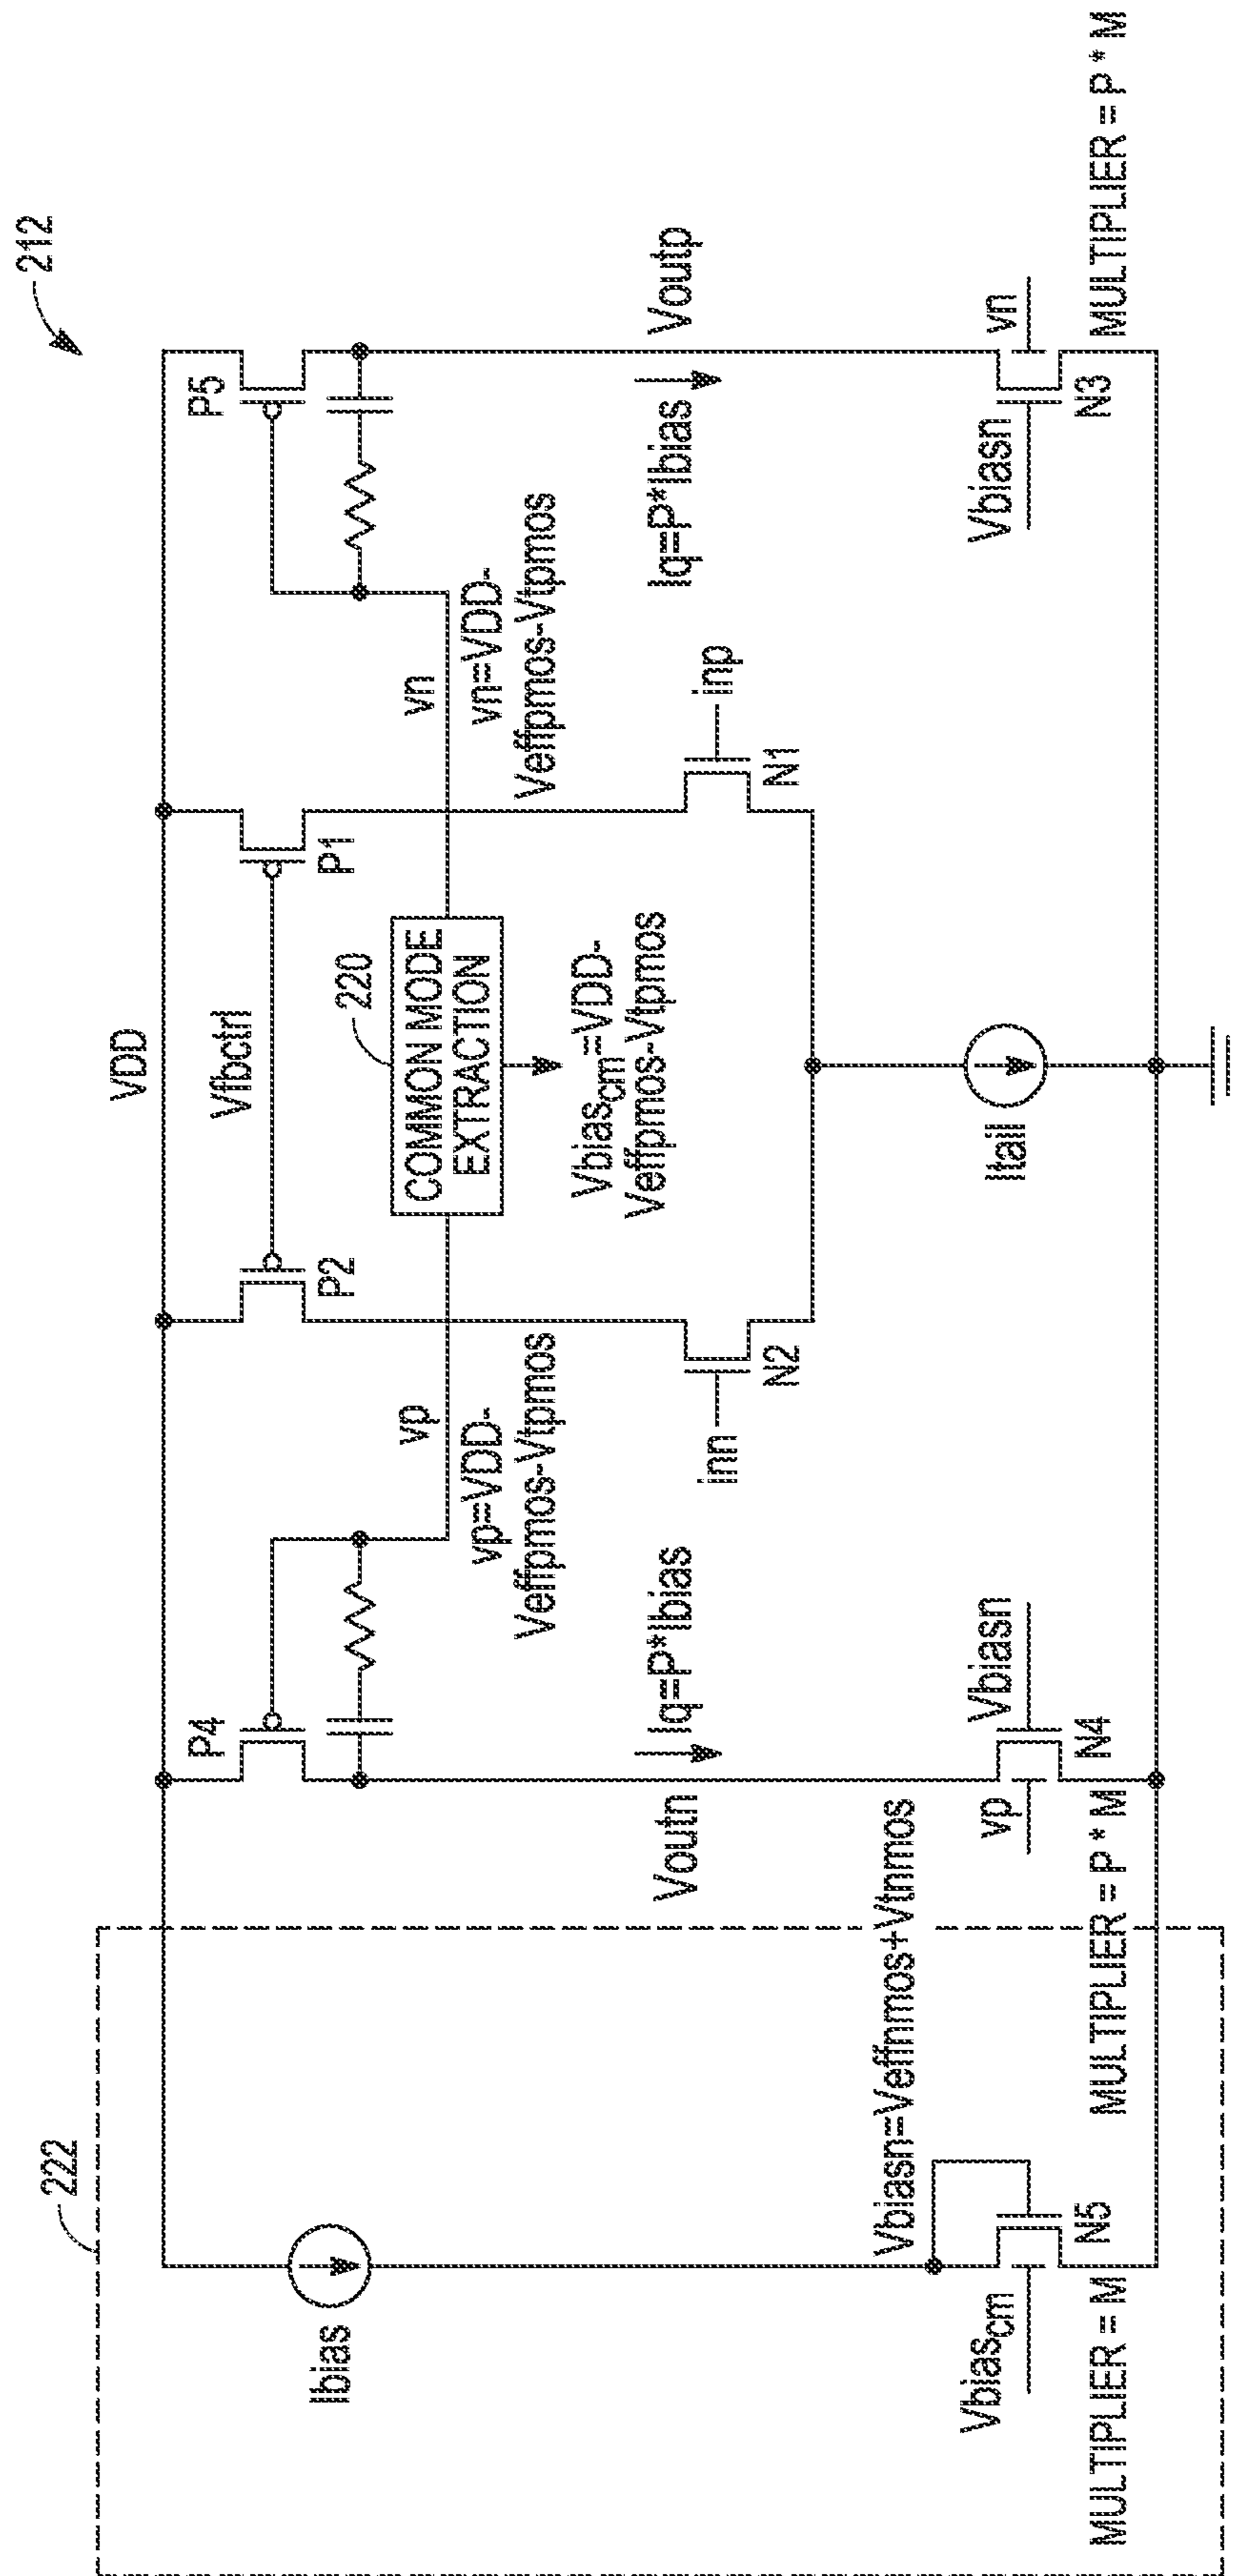 212
222
VDD
Vfbctrl
P4
P2
P1
P5
220
COMMON MODE
EXTRACTION
Ibias
vp
vp=VDD-
Veffpmos-Vtpmos
vn
vn=VDD-
Veffpmos-Vtpmos
Vbiascm=VDD-
Veffpmos-Vtpmos
Voutn
Iq=P*Ibias
Iq=P*Ibias
Voutp
inn
N2
N1
inp
Vbiasn=Veffnmos+Vtnmos
Vbiascm
N5
vp
Vbiasn
N4
Itail
Vbiasn
vn
N3
MULTIPLIER = M
MULTIPLIER = P * M
MULTIPLIER = P * M